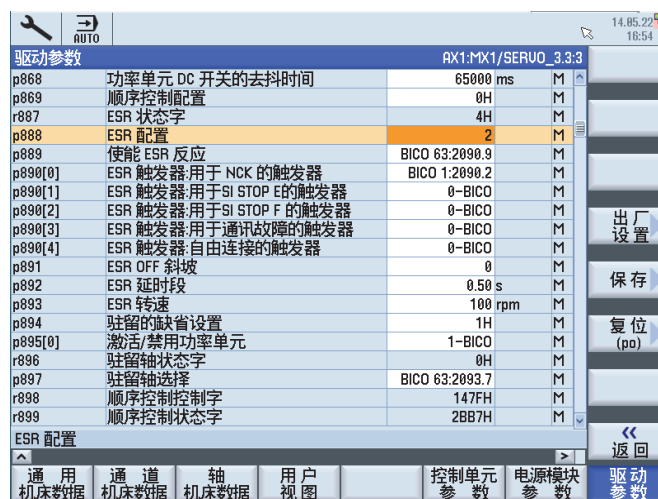 AUTO
14.05.22
16:54
驱动参数 AX1:MX1/SERVO_3.3:3
p868 功率单元 DC 开关的去抖时间 65000 ms M
p869 顺序控制配置 0H M
r887 ESR 状态字 4H M
p888 ESR 配置 2 M
p889 使能 ESR 反应 BICO 63:2090.9 M
p890[0] ESR 触发器:用于 NCK 的触发器 BICO 1:2090.2 M
p890[1] ESR 触发器:用于SI STOP E的触发器 0-BICO M
p890[2] ESR 触发器:用于SI STOP F 的触发器 0-BICO M
p890[3] ESR 触发器:用于通讯故障的触发器 0-BICO M
p890[4] ESR 触发器:自由连接的触发器 0-BICO M
p891 ESR OFF 斜坡 0 M
p892 ESR 延时段 0.50 s M
p893 ESR 转速 100 rpm M
p894 驻留的缺省设置 1H M
p895[0] 激活/禁用功率单元 1-BICO M
r896 驻留轴状态字 0H M
p897 驻留轴选择 BICO 63:2093.7 M
r898 顺序控制控制字 147FH M
r899 顺序控制状态字 2BB7H M
ESR 配置
出厂
设置
保存
复位
(po)
«
返回
通用
机床数据
通道
机床数据
轴
机床数据
用户
视图
控制单元
参数
电源模块
参数
驱动
参数